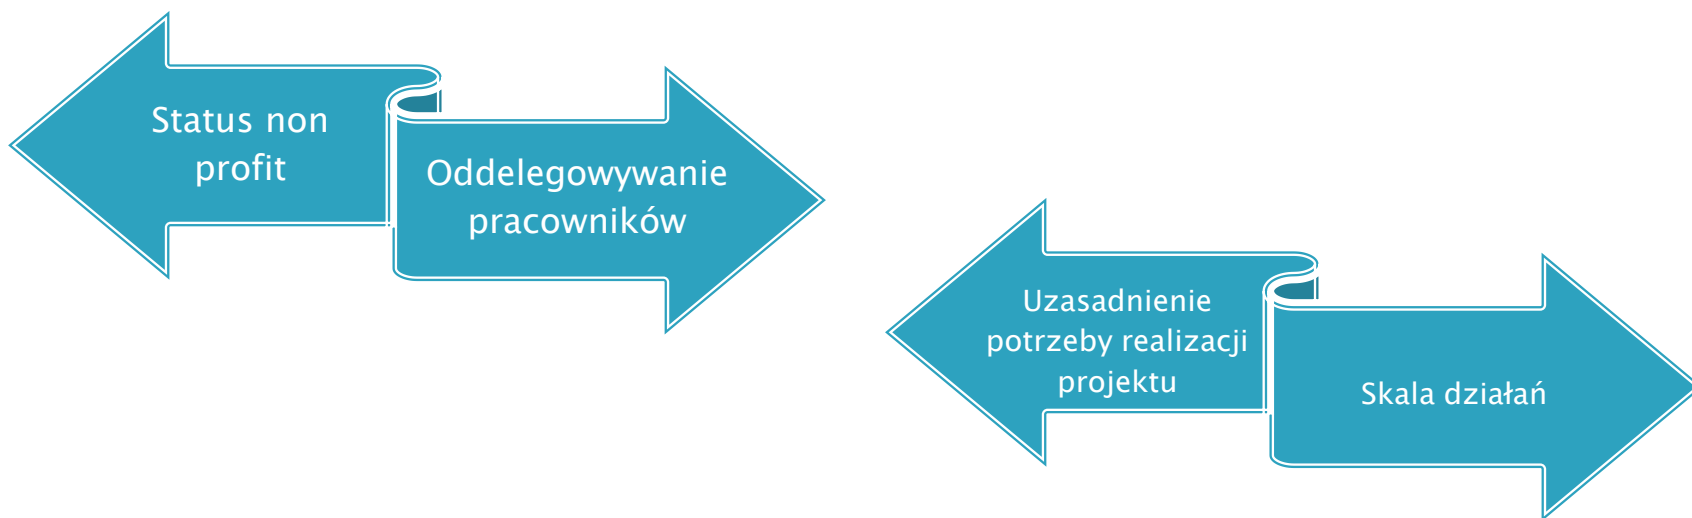 Status non
profit
Oddelegowywanie
pracowników
Uzasadnienie
potrzeby realizacji
projektu
Skala działań